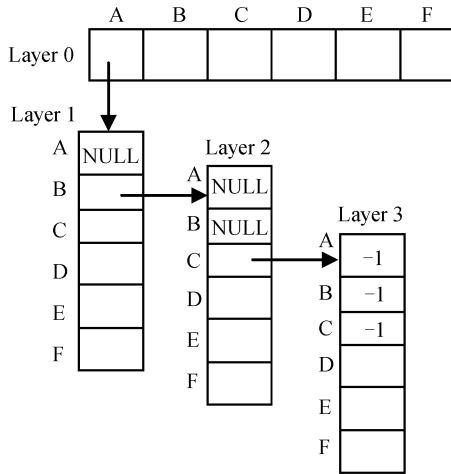 A B C D E F
Layer 0
Layer 1
A NULL
B
C
D
E
F
Layer 2
A NULL
B NULL
C
D
E
F
Layer 3
A −1
B −1
C −1
D
E
F